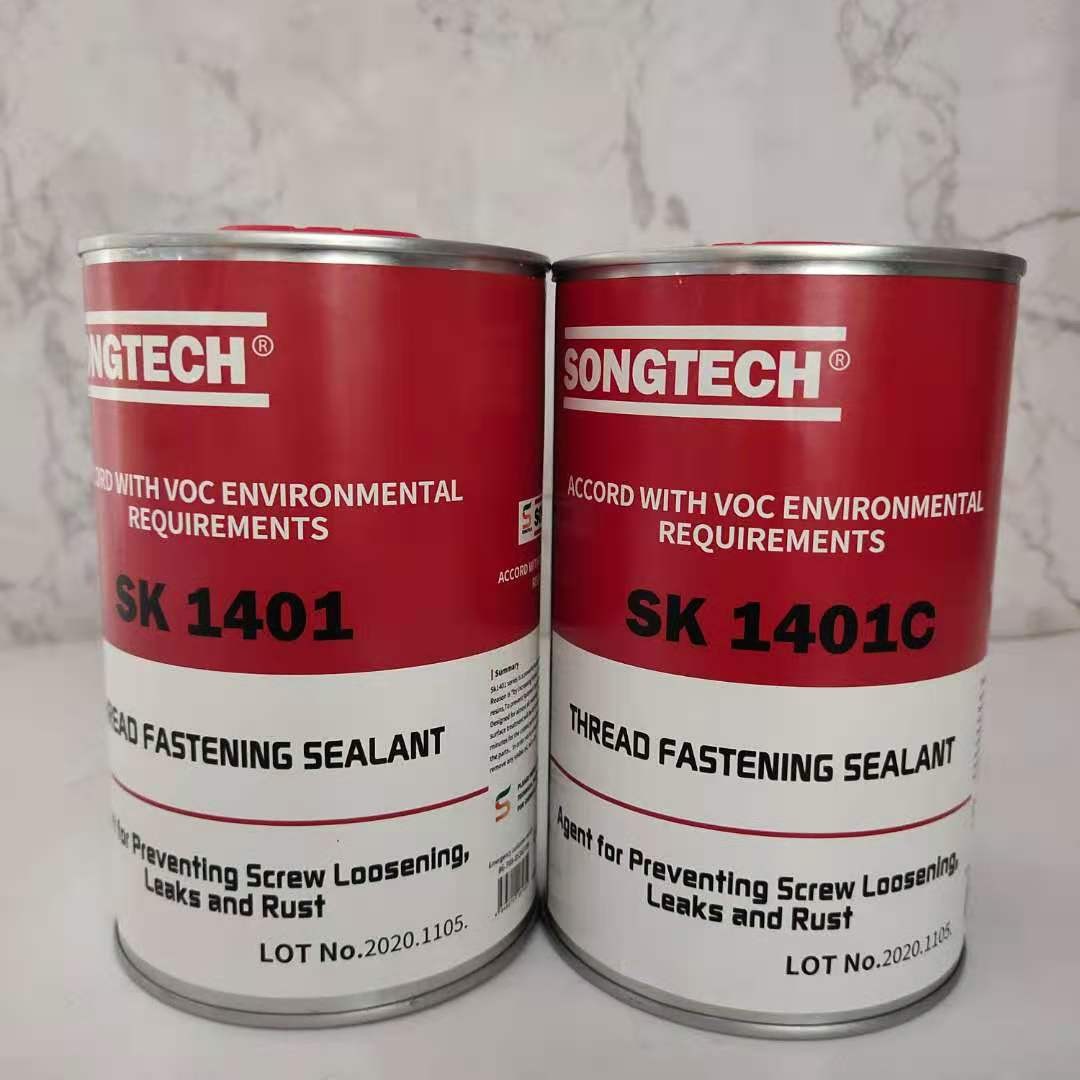 NGTECH®
WITH VOC ENVIRONMENTAL
REQUIREMENTS
SK 1401
FASTENING SEALANT
for Preventing Screw Loosening,
Leaks and Rust
LOT No.2020.1105.
| Summary
SONGTECH®
ACCORD WITH VOC ENVIRONMENTAL
REQUIREMENTS
SK 1401C
THREAD FASTENING SEALANT
Agent for Preventing Screw Loosening,
Leaks and Rust
LOT No.2020.1105.